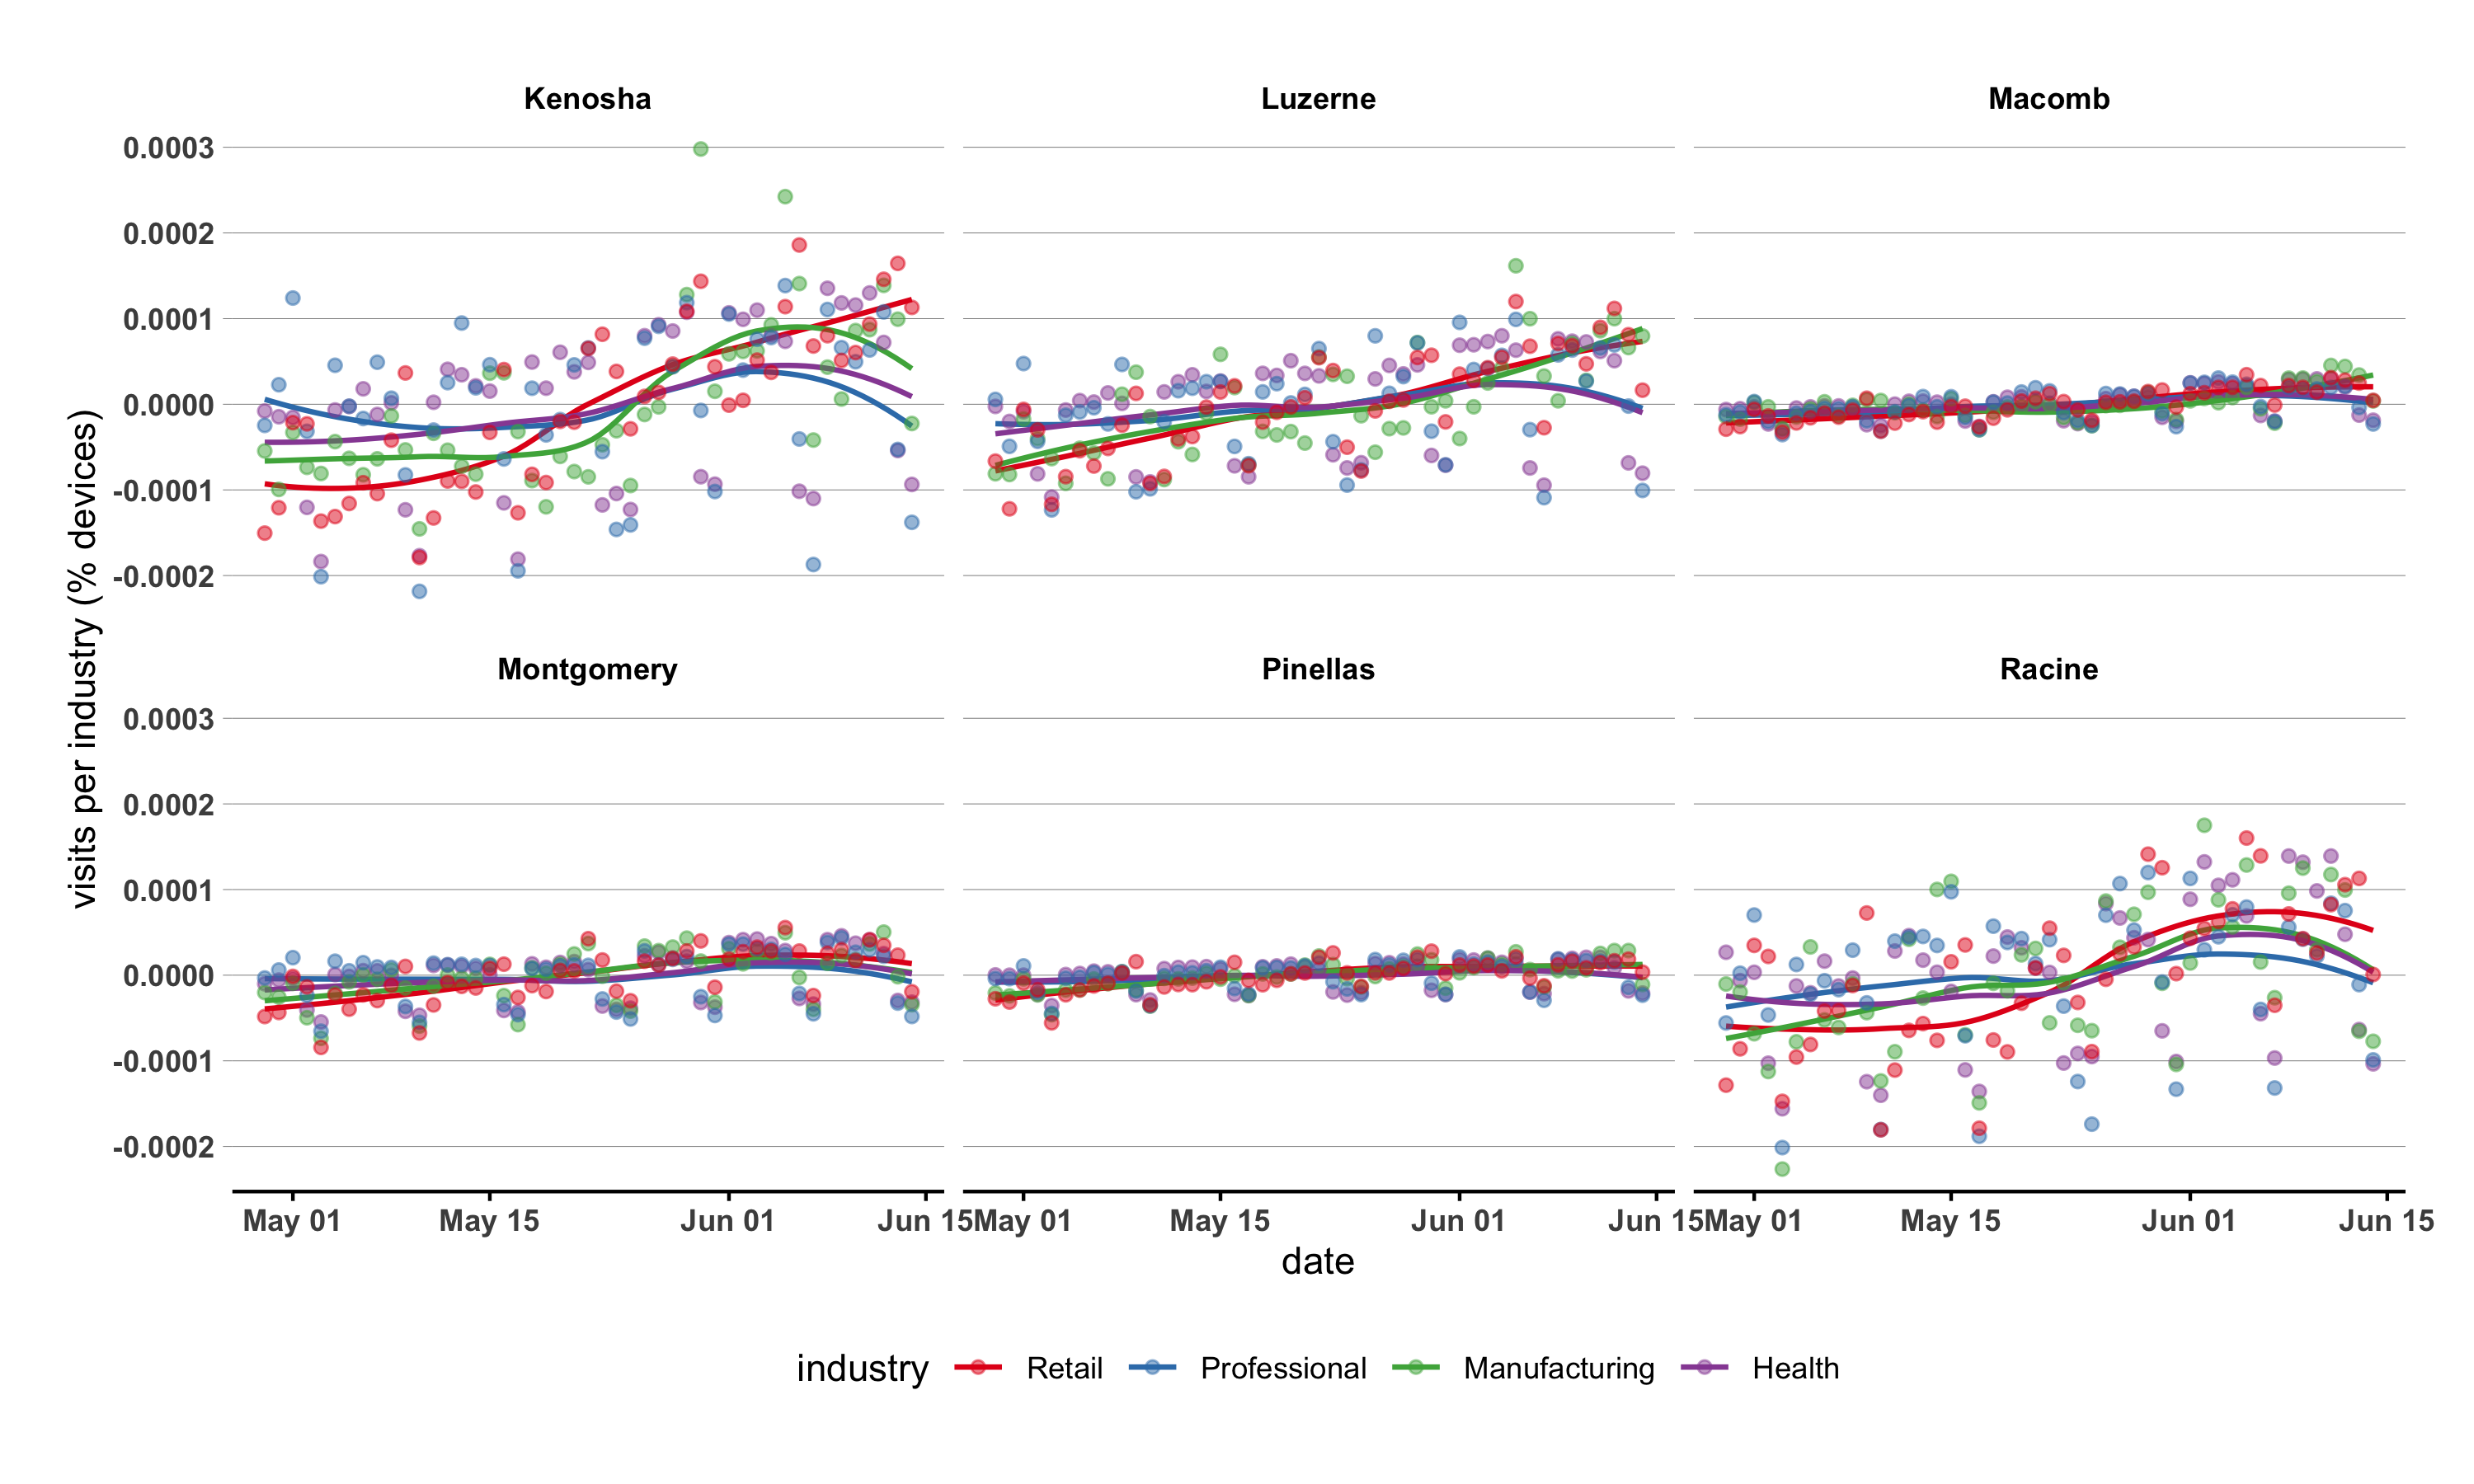 Kenosha
Luzerne
Macomb
0.0003
0.0002
0.0001
0.0000
-0.0001
-0.0002
Montgomery
Pinellas
Racine
0.0003
0.0002
0.0001
0.0000
-0.0001
-0.0002
visits per industry (% devices)
May 01 May 15 Jun 01 Jun 15 May 01 May 15 Jun 01 Jun 15 May 01 May 15 Jun 01 Jun 15
date
industry Retail Professional Manufacturing Health